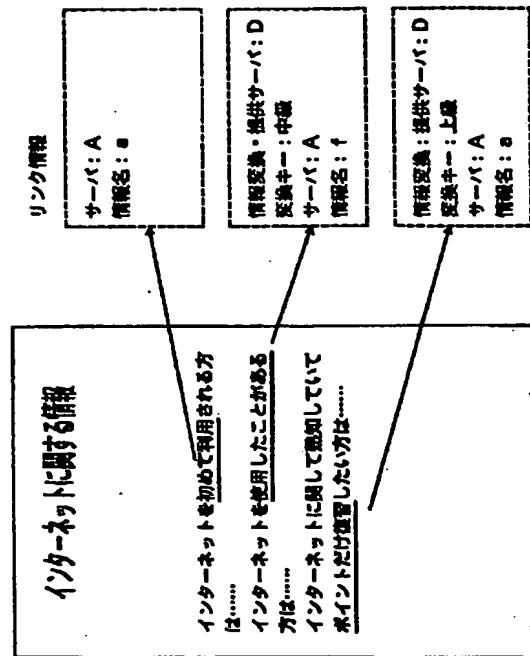 インターネットに関する情報
インターネットを初めて利用される方
は……
インターネットを使用したことがある
方は……
インターネットに関して熟知していて
ポイントだけ復習したい方は……
リンク情報
サーバ：A
情報名：a
情報変換・提供サーバ：D
変換キー：中級
サーバ：A
情報名：f
情報変換：提供サーバ：D
変換キー：上級
サーバ：A
情報名：a